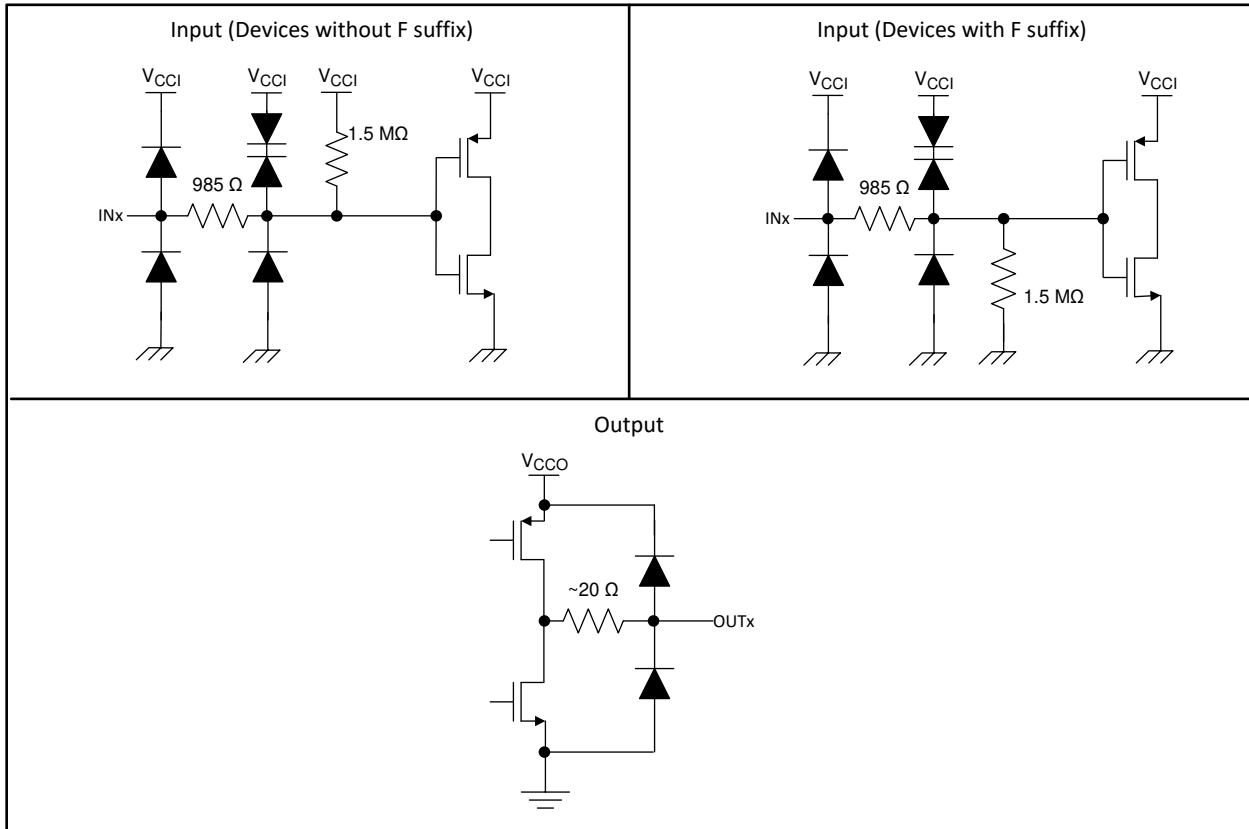 Input (Devices without F suffix)
VCCI
VCCI
VCCI
VCCI
1.5 MΩ
985 Ω
INx
Input (Devices with F suffix)
VCCI
VCCI
VCCI
985 Ω
INx
1.5 MΩ
Output
VCCO
~20 Ω
OUTx